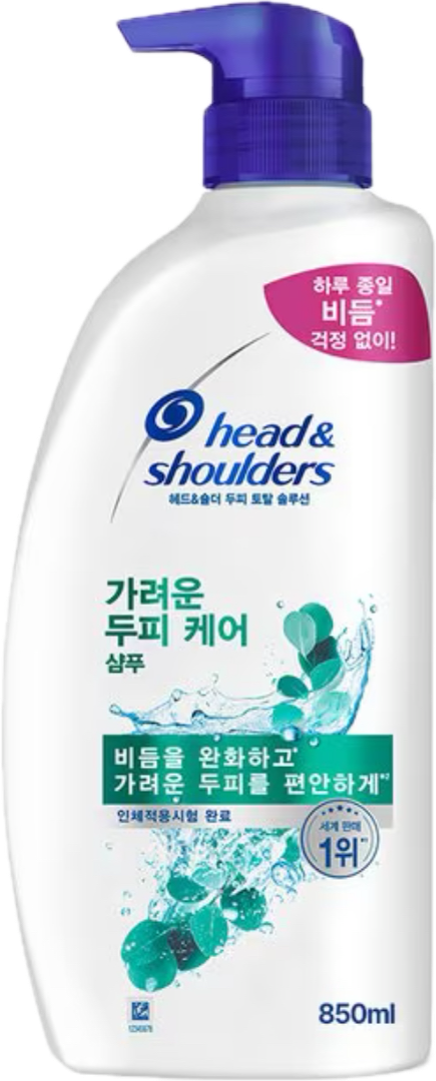 하루 종일
비듬*
걱정 없이!
head &
shoulders
헤드&숄더 두피 토탈 솔루션
가려운
두피 케어
샴푸
비듬을 완화하고*
가려운 두피를 편안하게*²
인체적용시험 완료
세계 판매
1위*³
12345678
850ml